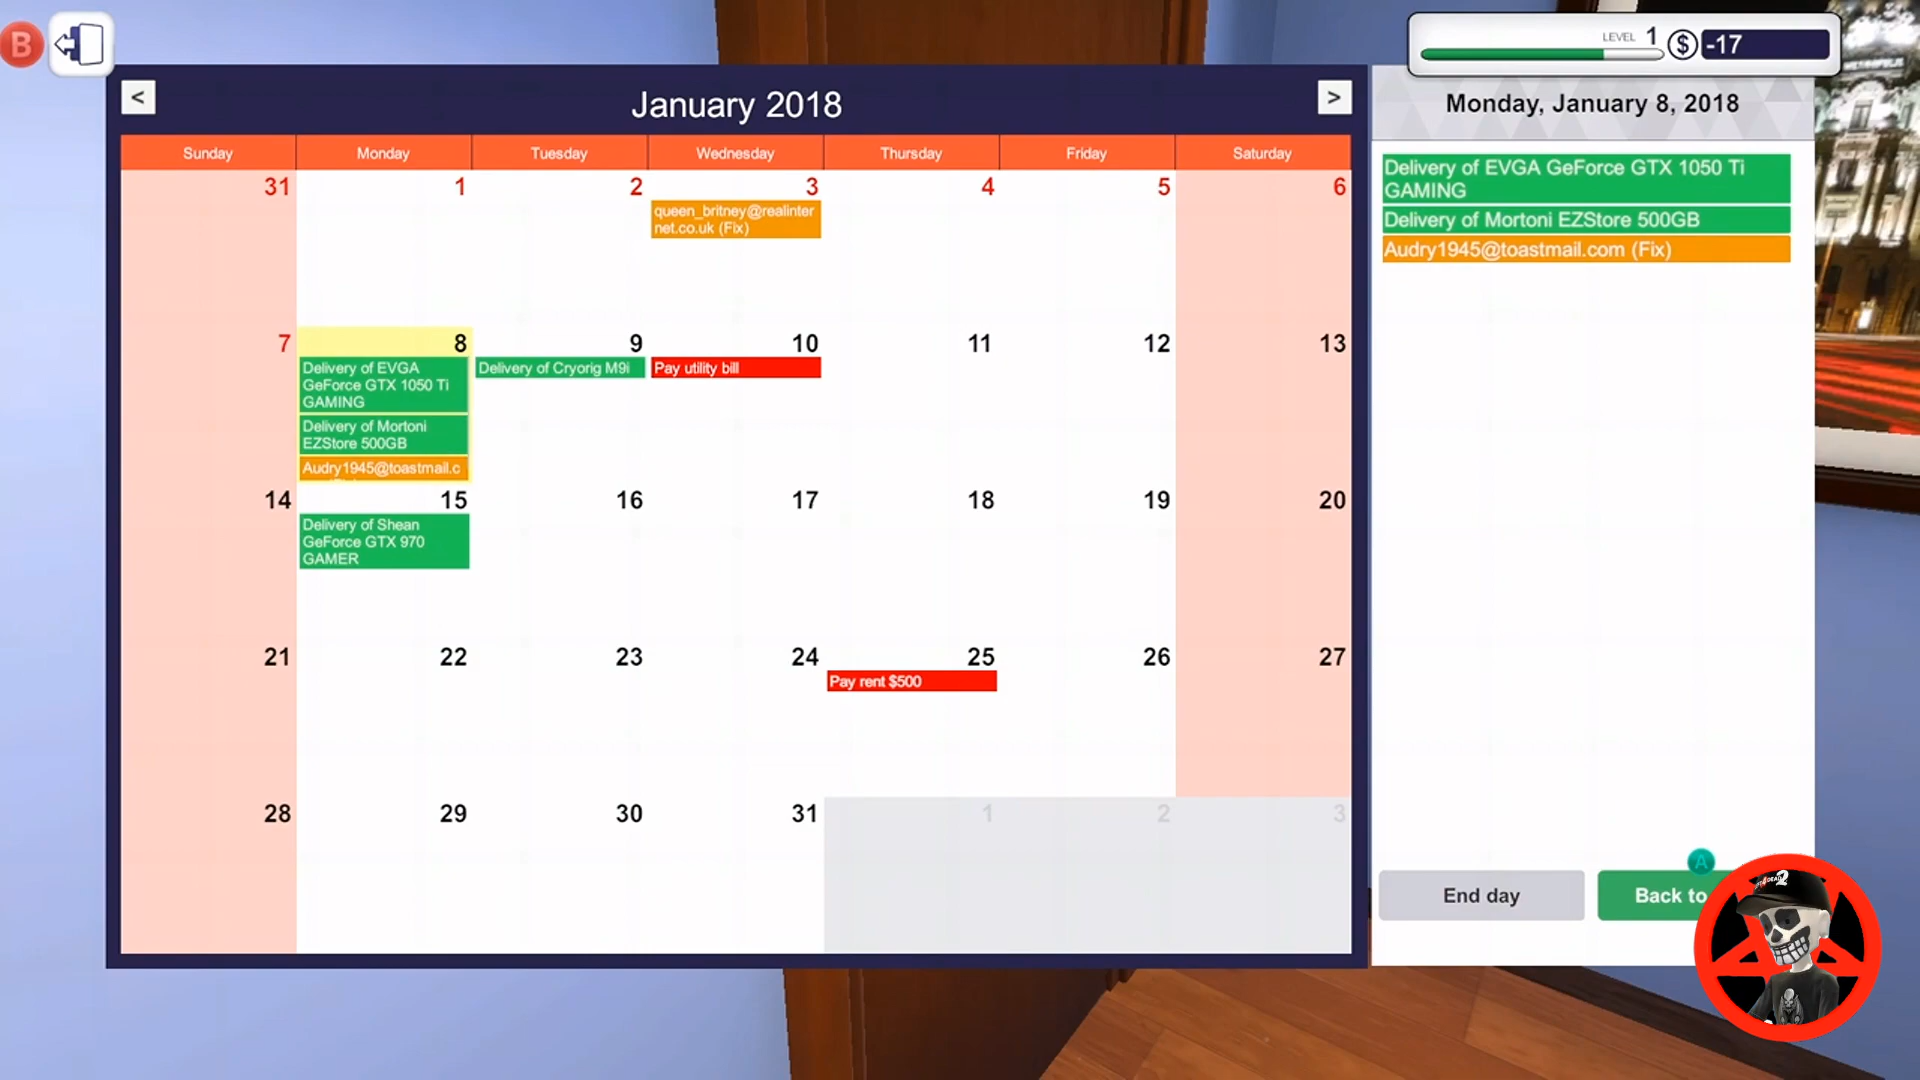 B
LEVEL 1 $ -17
< January 2018 >
Monday, January 8, 2018
Sunday Monday Tuesday Wednesday Thursday Friday Saturday
31 1 2 3 4 5 6
queen_britney@realinter
net.co.uk (Fix)
7 8 9 10 11 12 13
Delivery of EVGA
GeForce GTX 1050 Ti
GAMING
Delivery of Mortoni
EZStore 500GB
Audry1945@toastmail.c
Delivery of Cryorig M9i
Pay utility bill
14 15 16 17 18 19 20
Delivery of Shean
GeForce GTX 970
GAMER
21 22 23 24 25 26 27
Pay rent $500
28 29 30 31 1 2 3
Delivery of EVGA GeForce GTX 1050 Ti
GAMING
Delivery of Mortoni EZStore 500GB
Audry1945@toastmail.com (Fix)
A
End day
Back to
2